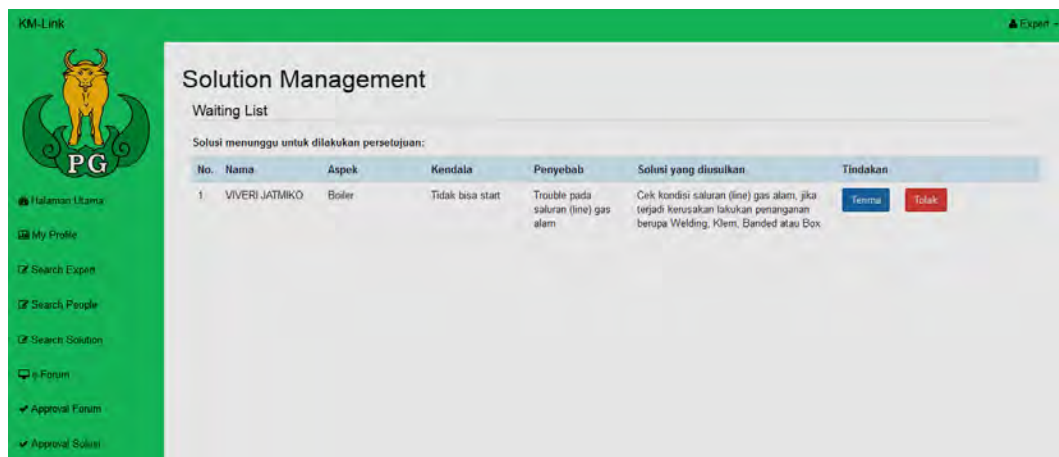 KM-Link
Expert
PG
Solution Management
Waiting List
Solusi menunggu untuk dilakukan persetujuan:
No. Nama Aspek Kendala Penyebab Solusi yang diusulkan Tindakan
1 VIVERI JATMIKO Boiler Tidak bisa start Trouble pada Cek kondisi saluran (line) gas alam, jika Terima Tolak
saluran (line) gas terjadi kerusakan lakukan penanganan
alam berupa Welding, Klem, Banded atau Box
Halaman Utama
My Profile
Search Expert
Search People
Search Solution
e-Forum
Approval Forum
Approval Solusi